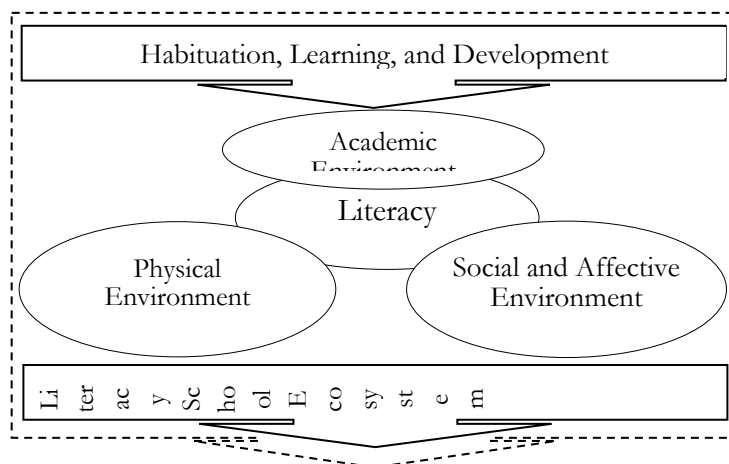 Habituation, Learning, and Development
Academic
Environment
Literacy
Physical
Environment
Social and Affective
Environment
Li
ter
ac
y
Sc
ho
ol
E
co
sy
st
e
m